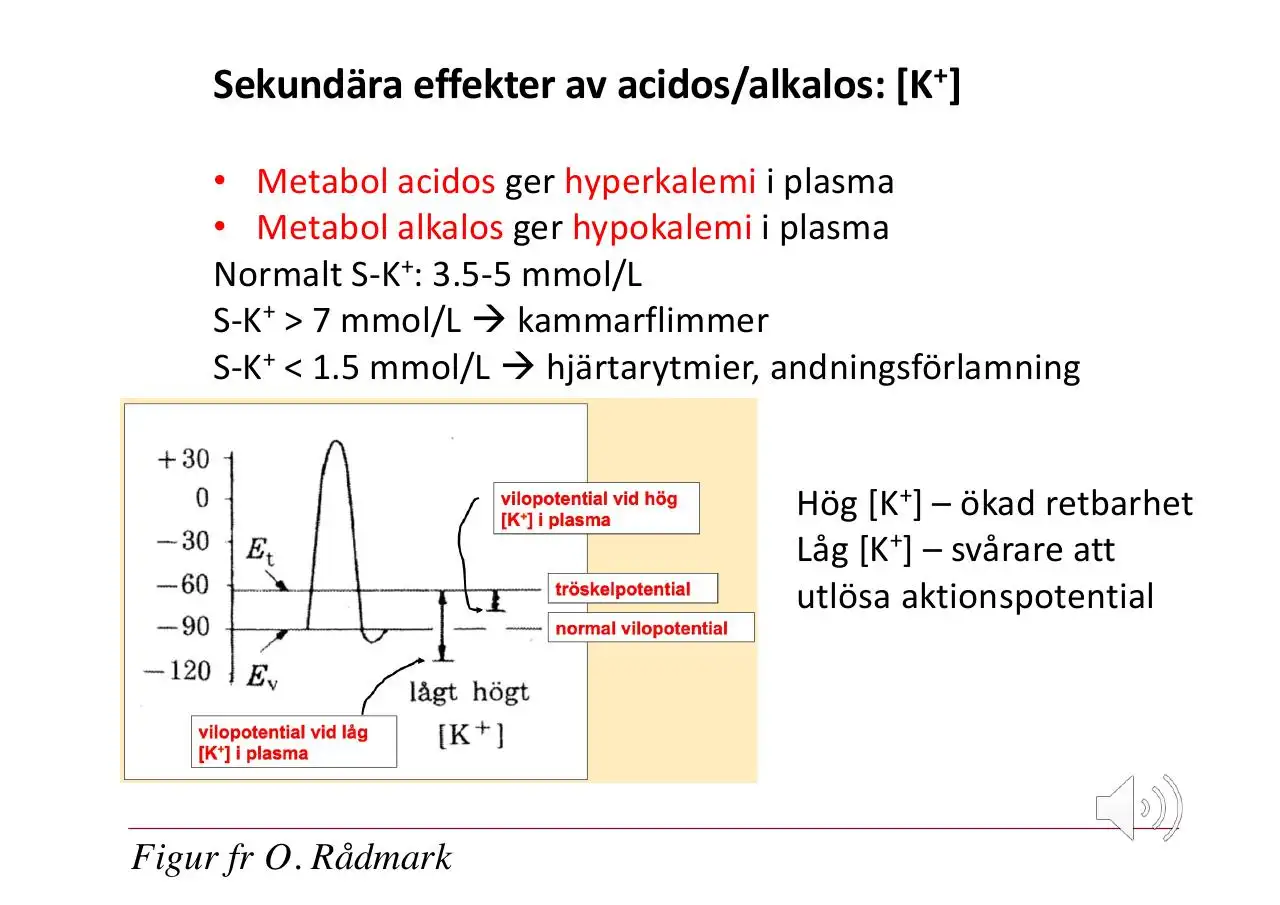 Sekundära effekter av acidos/alkalos: [K⁺]
• Metabol acidos ger hyperkalemi i plasma
• Metabol alkalos ger hypokalemi i plasma
Normalt S-K⁺: 3.5-5 mmol/L
S-K⁺ > 7 mmol/L → kammarflimmer
S-K⁺ < 1.5 mmol/L → hjärtarytmier, andningsförlamning
+30
0
−30
−60
−90
−120
Eₜ
Eᵥ
vilopotential vid hög
[K⁺] i plasma
tröskelpotential
normal vilopotential
lågt högt
[K⁺]
vilopotential vid låg
[K⁺] i plasma
Hög [K⁺] – ökad retbarhet
Låg [K⁺] – svårare att
utlösa aktionspotential
Figur fr O. Rådmark